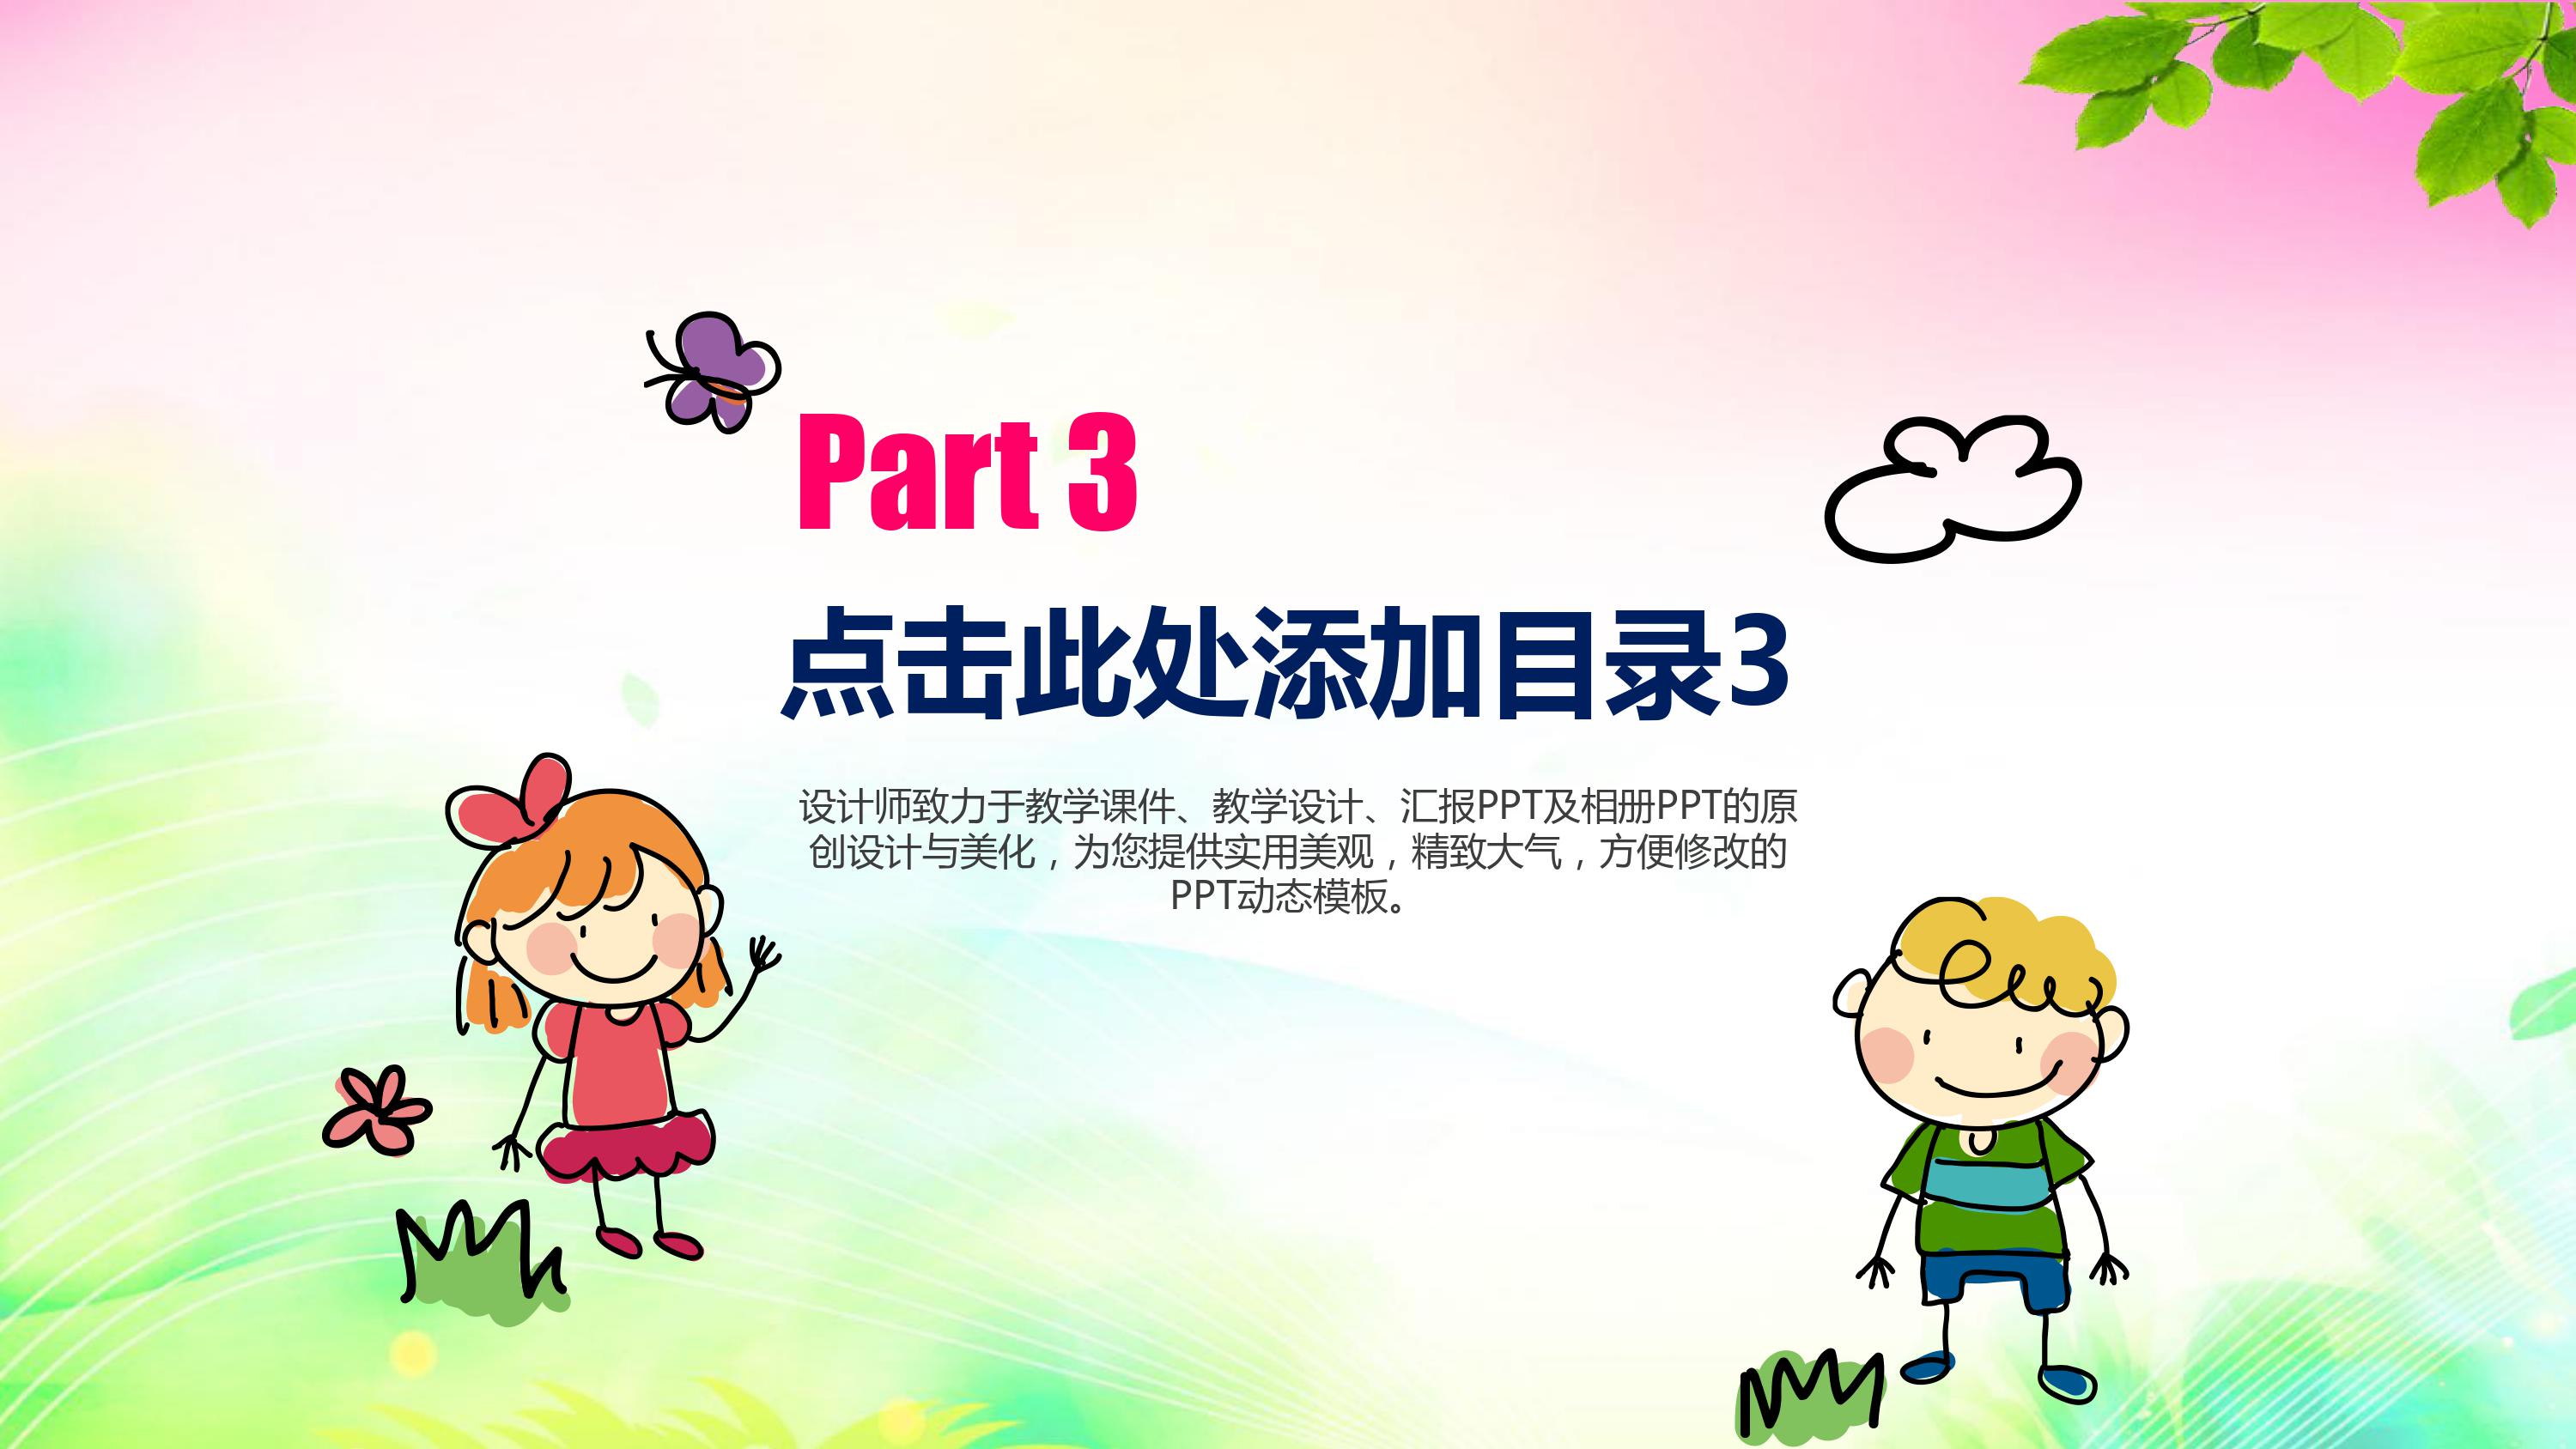 Part 3
点击此处添加目录3
设计师致力于教学课件、教学设计、汇报PPT及相册PPT的原
创设计与美化，为您提供实用美观，精致大气，方便修改的
PPT动态模板。